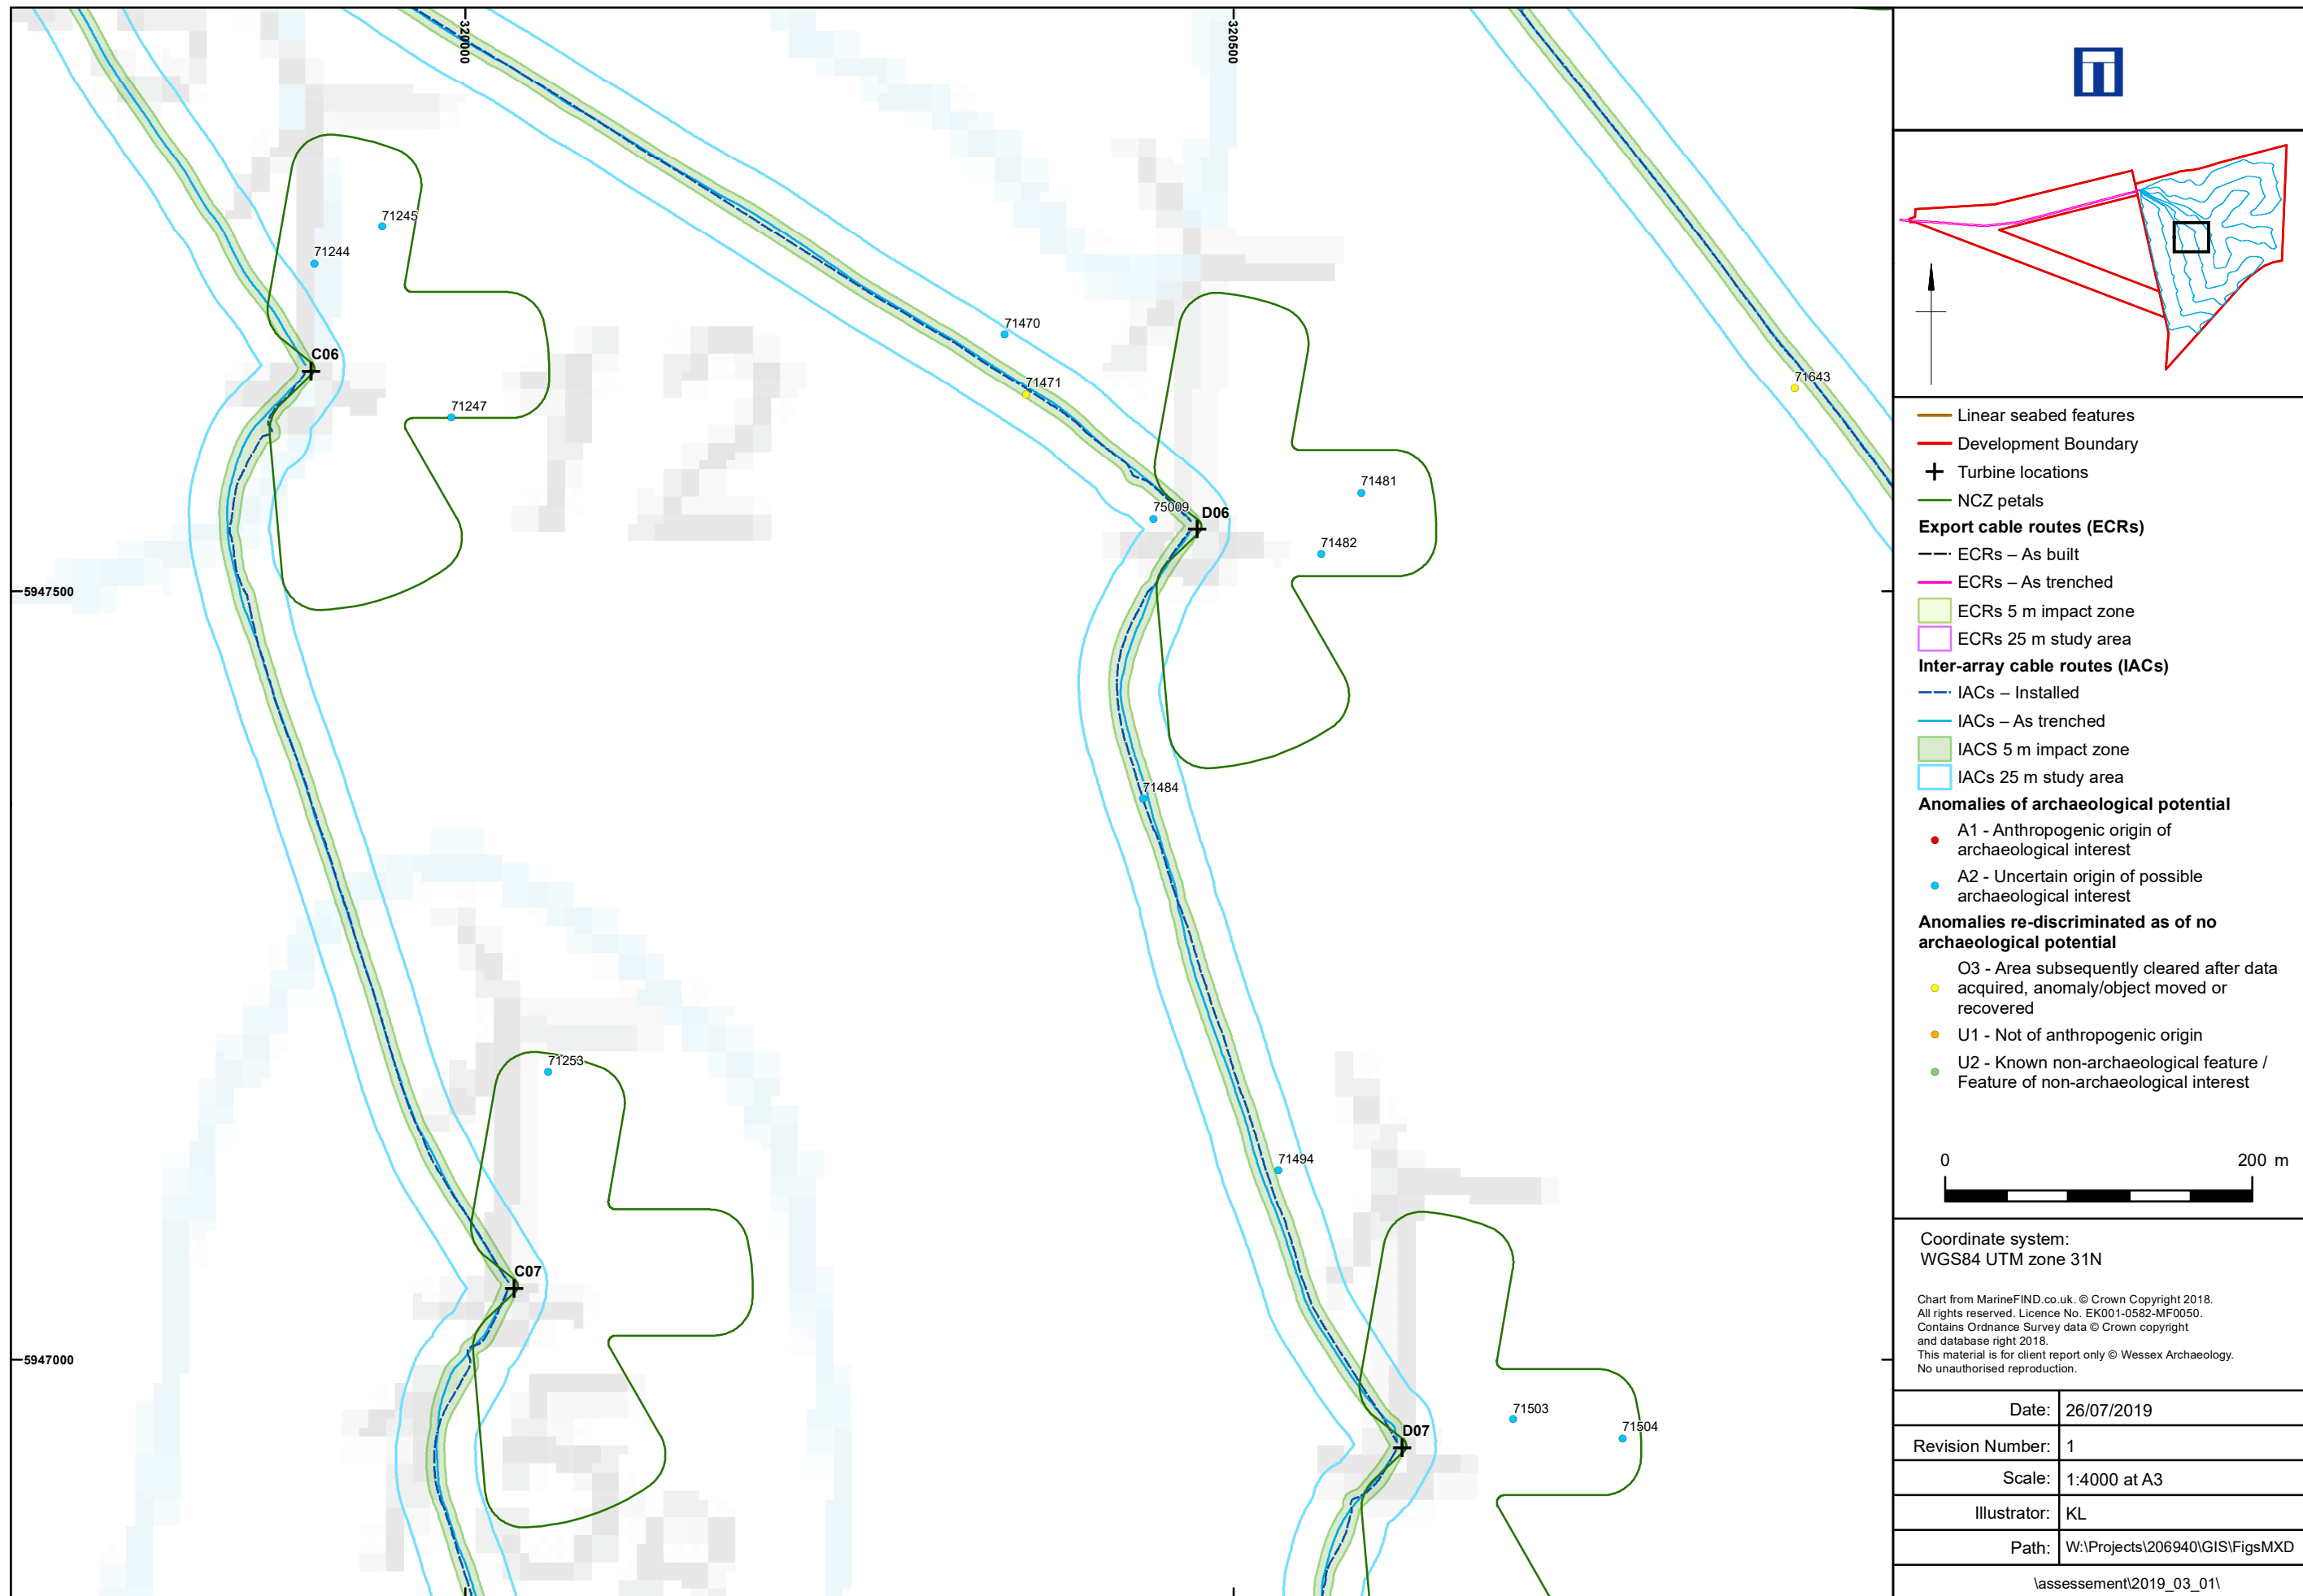 320000
320500
71245
71244
C06
71247
71470
71471
71643
71481
75009
D06
71482
5947500
71484
71253
71494
C07
5947000
71503
71504
D07
Linear seabed features
Development Boundary
Turbine locations
NCZ petals
Export cable routes (ECRs)
ECRs – As built
ECRs – As trenched
ECRs 5 m impact zone
ECRs 25 m study area
Inter-array cable routes (IACs)
IACs – Installed
IACs – As trenched
IACS 5 m impact zone
IACs 25 m study area
Anomalies of archaeological potential
A1 - Anthropogenic origin of
archaeological interest
A2 - Uncertain origin of possible
archaeological interest
Anomalies re-discriminated as of no
archaeological potential
O3 - Area subsequently cleared after data
acquired, anomaly/object moved or
recovered
U1 - Not of anthropogenic origin
U2 - Known non-archaeological feature /
Feature of non-archaeological interest
0 200 m
Coordinate system:
WGS84 UTM zone 31N
Chart from MarineFIND.co.uk. © Crown Copyright 2018.
All rights reserved. Licence No. EK001-0582-MF0050.
Contains Ordnance Survey data © Crown copyright
and database right 2018.
This material is for client report only © Wessex Archaeology.
No unauthorised reproduction.
Date: 26/07/2019
Revision Number: 1
Scale: 1:4000 at A3
Illustrator: KL
Path: W:\Projects\206940\GIS\FigsMXD
\assessement\2019_03_01\